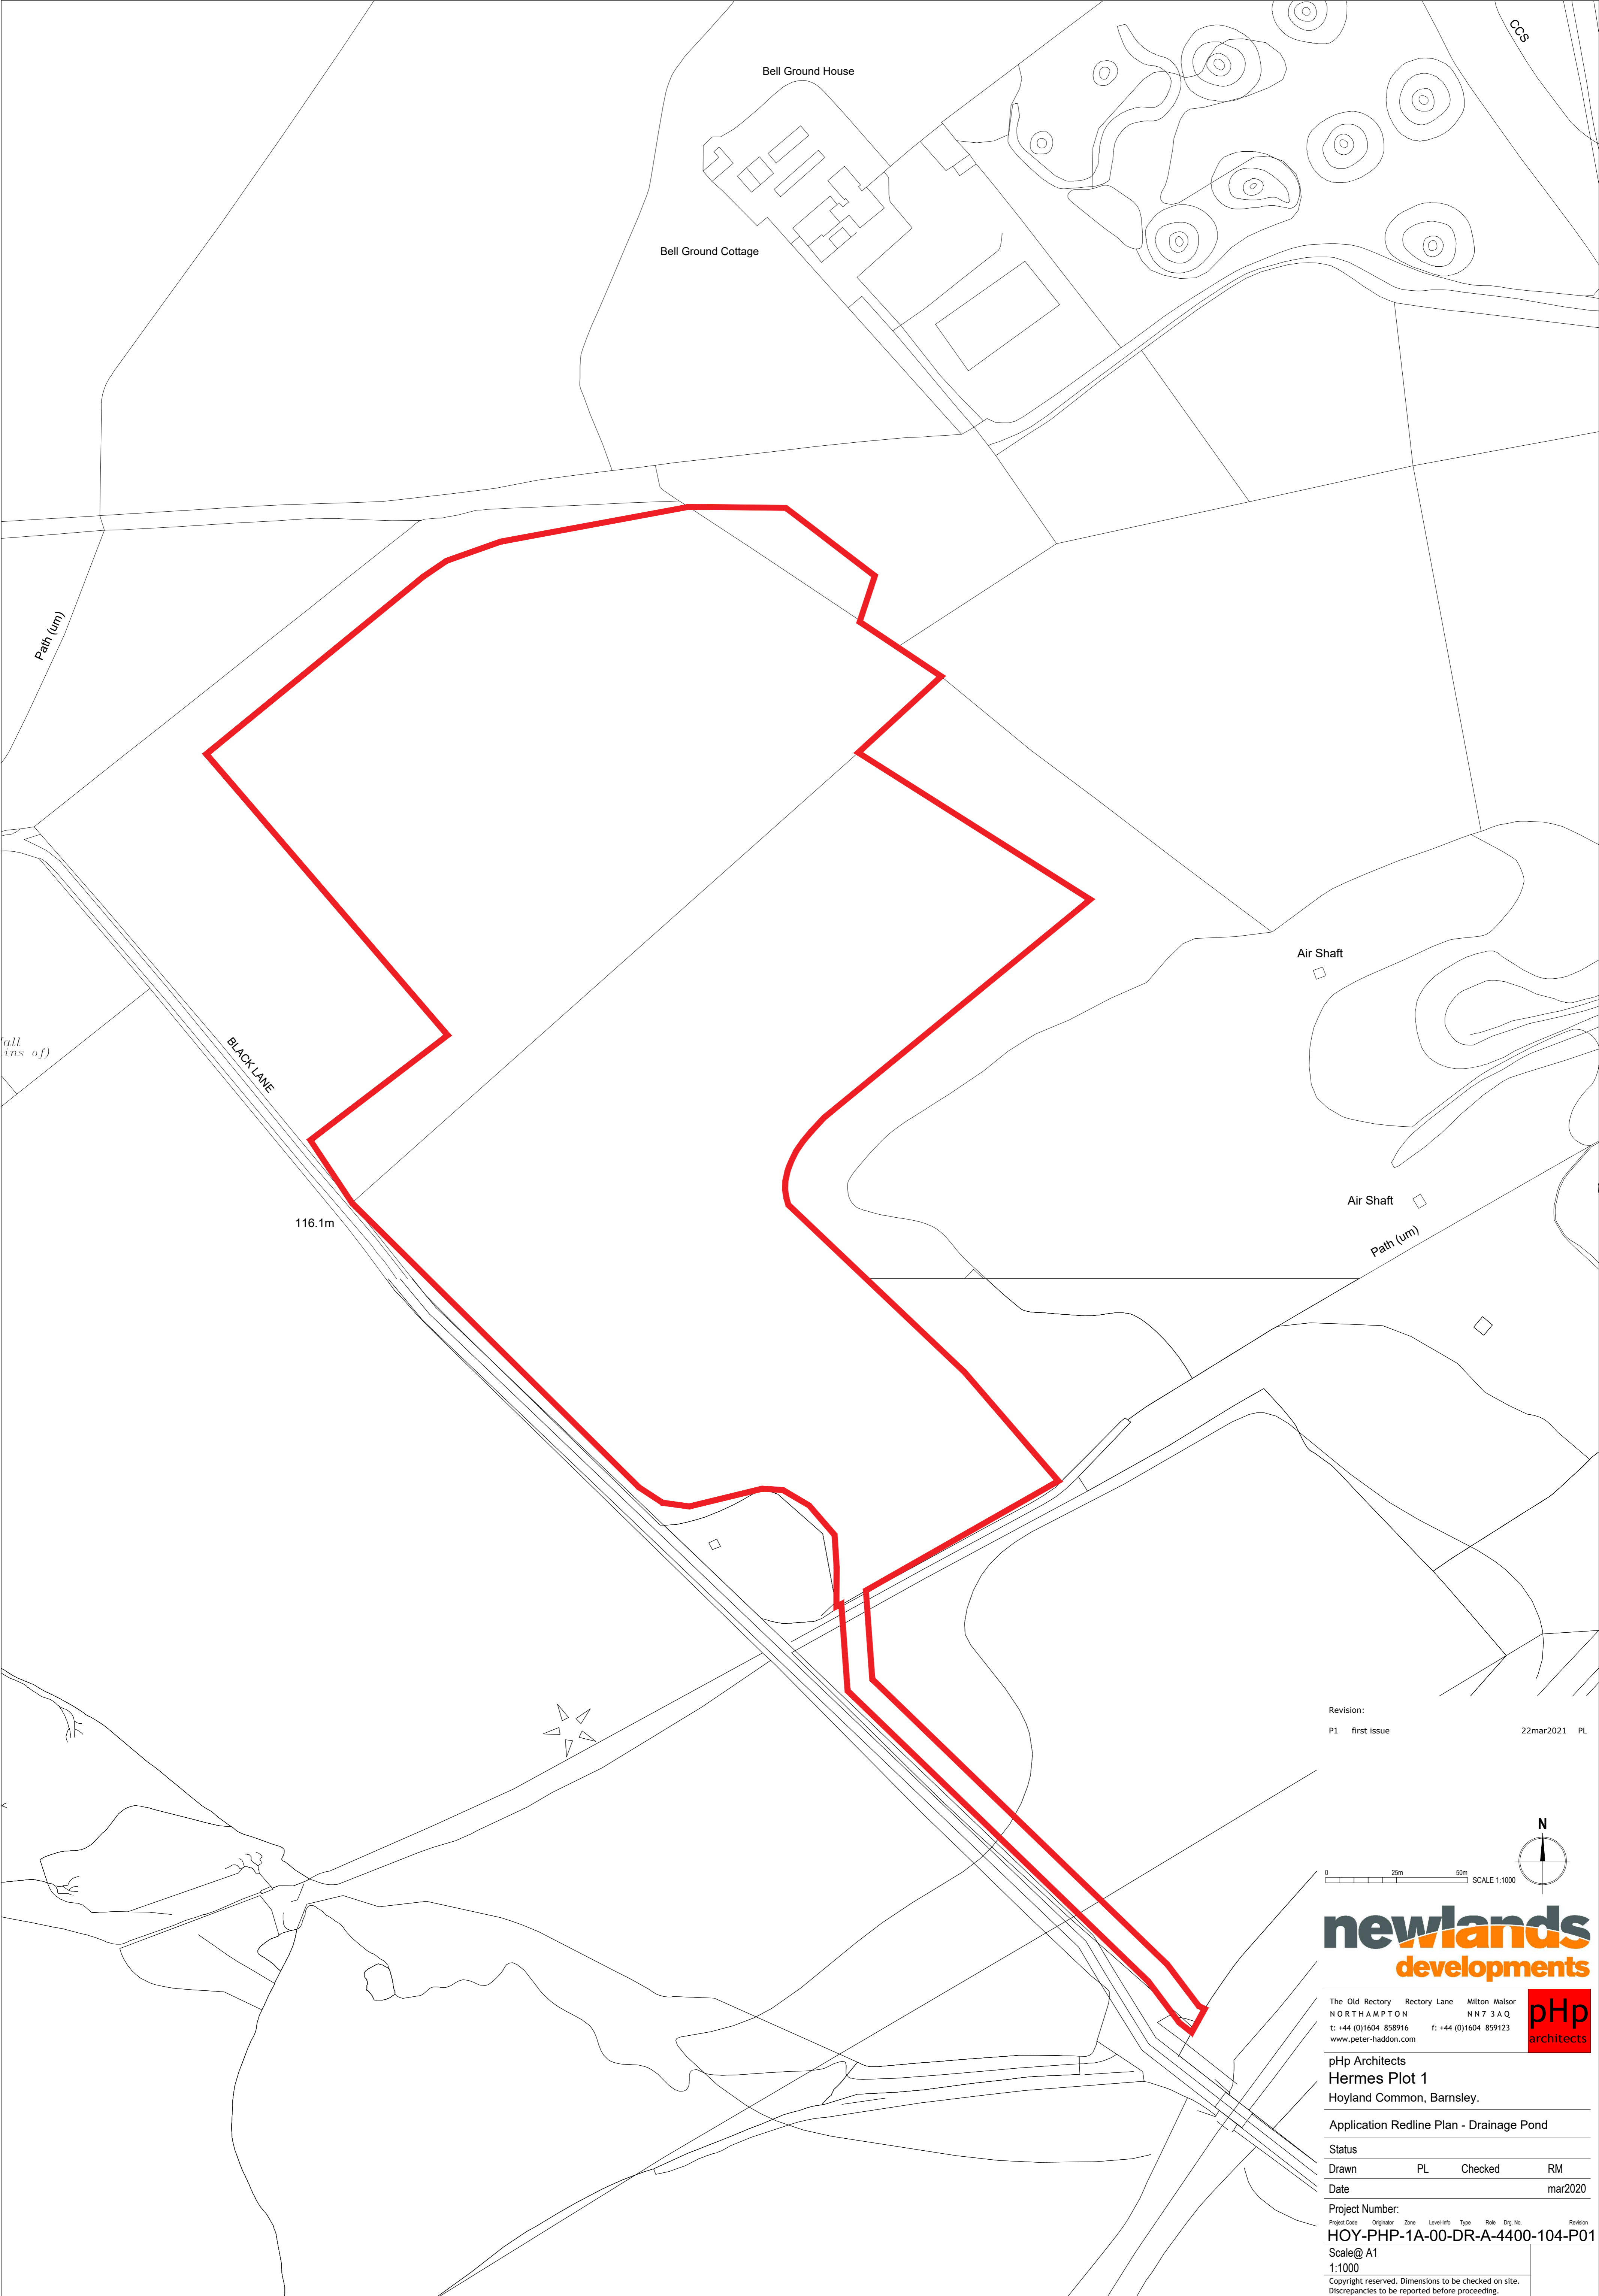 CCS
Bell Ground House
Bell Ground Cottage
Path (um)
Air Shaft
ins of)
BLACK LANE
116.1m
Air Shaft
Path (um)
Revision:
P1 first issue 22mar2021 PL
N
0 25m 50m
SCALE 1:1000
newlands
developments
The Old Rectory Rectory Lane Milton Malsor
NORTHAMPTON NN7 3AQ
t: +44 (0)1604 858916 f: +44 (0)1604 859123
www.peter-haddon.com
pHp
architects
pHp Architects
Hermes Plot 1
Hoyland Common, Barnsley.
Application Redline Plan - Drainage Pond
Status
Drawn PL Checked RM
Date mar2020
Project Number:
Project Code Originator Zone Level-Info Type Role Drg. No. Revision
HOY-PHP-1A-00-DR-A-4400-104-P01
Scale@ A1
1:1000
Copyright reserved. Dimensions to be checked on site.
Discrepancies to be reported before proceeding.